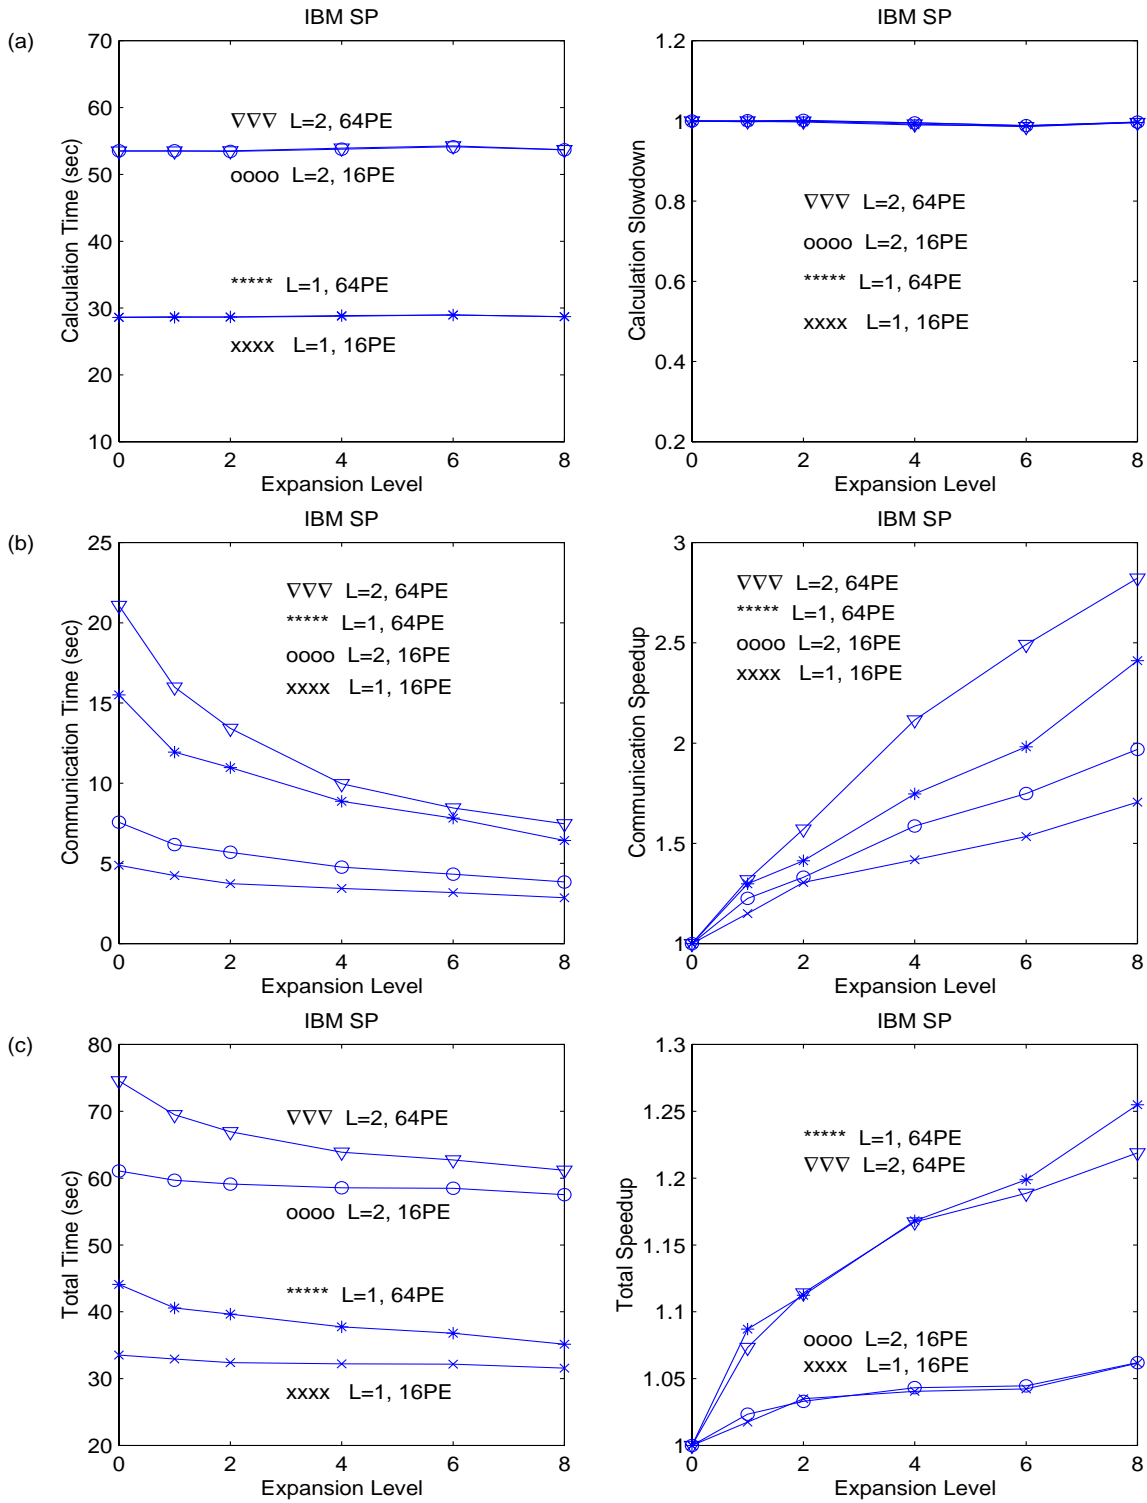 (a)
IBM SP
Calculation Time (sec)
70
60
50
40
30
20
10
∇∇∇ L=2, 64PE
oooo L=2, 16PE
***** L=1, 64PE
xxxx L=1, 16PE
0 2 4 6 8
Expansion Level
IBM SP
Calculation Slowdown
1.2
1
0.8
0.6
0.4
0.2
∇∇∇ L=2, 64PE
oooo L=2, 16PE
***** L=1, 64PE
xxxx L=1, 16PE
0 2 4 6 8
Expansion Level
(b)
IBM SP
Communication Time (sec)
25
20
15
10
5
0
∇∇∇ L=2, 64PE
***** L=1, 64PE
oooo L=2, 16PE
xxxx L=1, 16PE
0 2 4 6 8
Expansion Level
IBM SP
Communication Speedup
3
2.5
2
1.5
1
∇∇∇ L=2, 64PE
***** L=1, 64PE
oooo L=2, 16PE
xxxx L=1, 16PE
0 2 4 6 8
Expansion Level
(c)
IBM SP
Total Time (sec)
80
70
60
50
40
30
20
∇∇∇ L=2, 64PE
oooo L=2, 16PE
***** L=1, 64PE
xxxx L=1, 16PE
0 2 4 6 8
Expansion Level
IBM SP
Total Speedup
1.3
1.25
1.2
1.15
1.1
1.05
1
***** L=1, 64PE
∇∇∇ L=2, 64PE
oooo L=2, 16PE
xxxx L=1, 16PE
0 2 4 6 8
Expansion Level